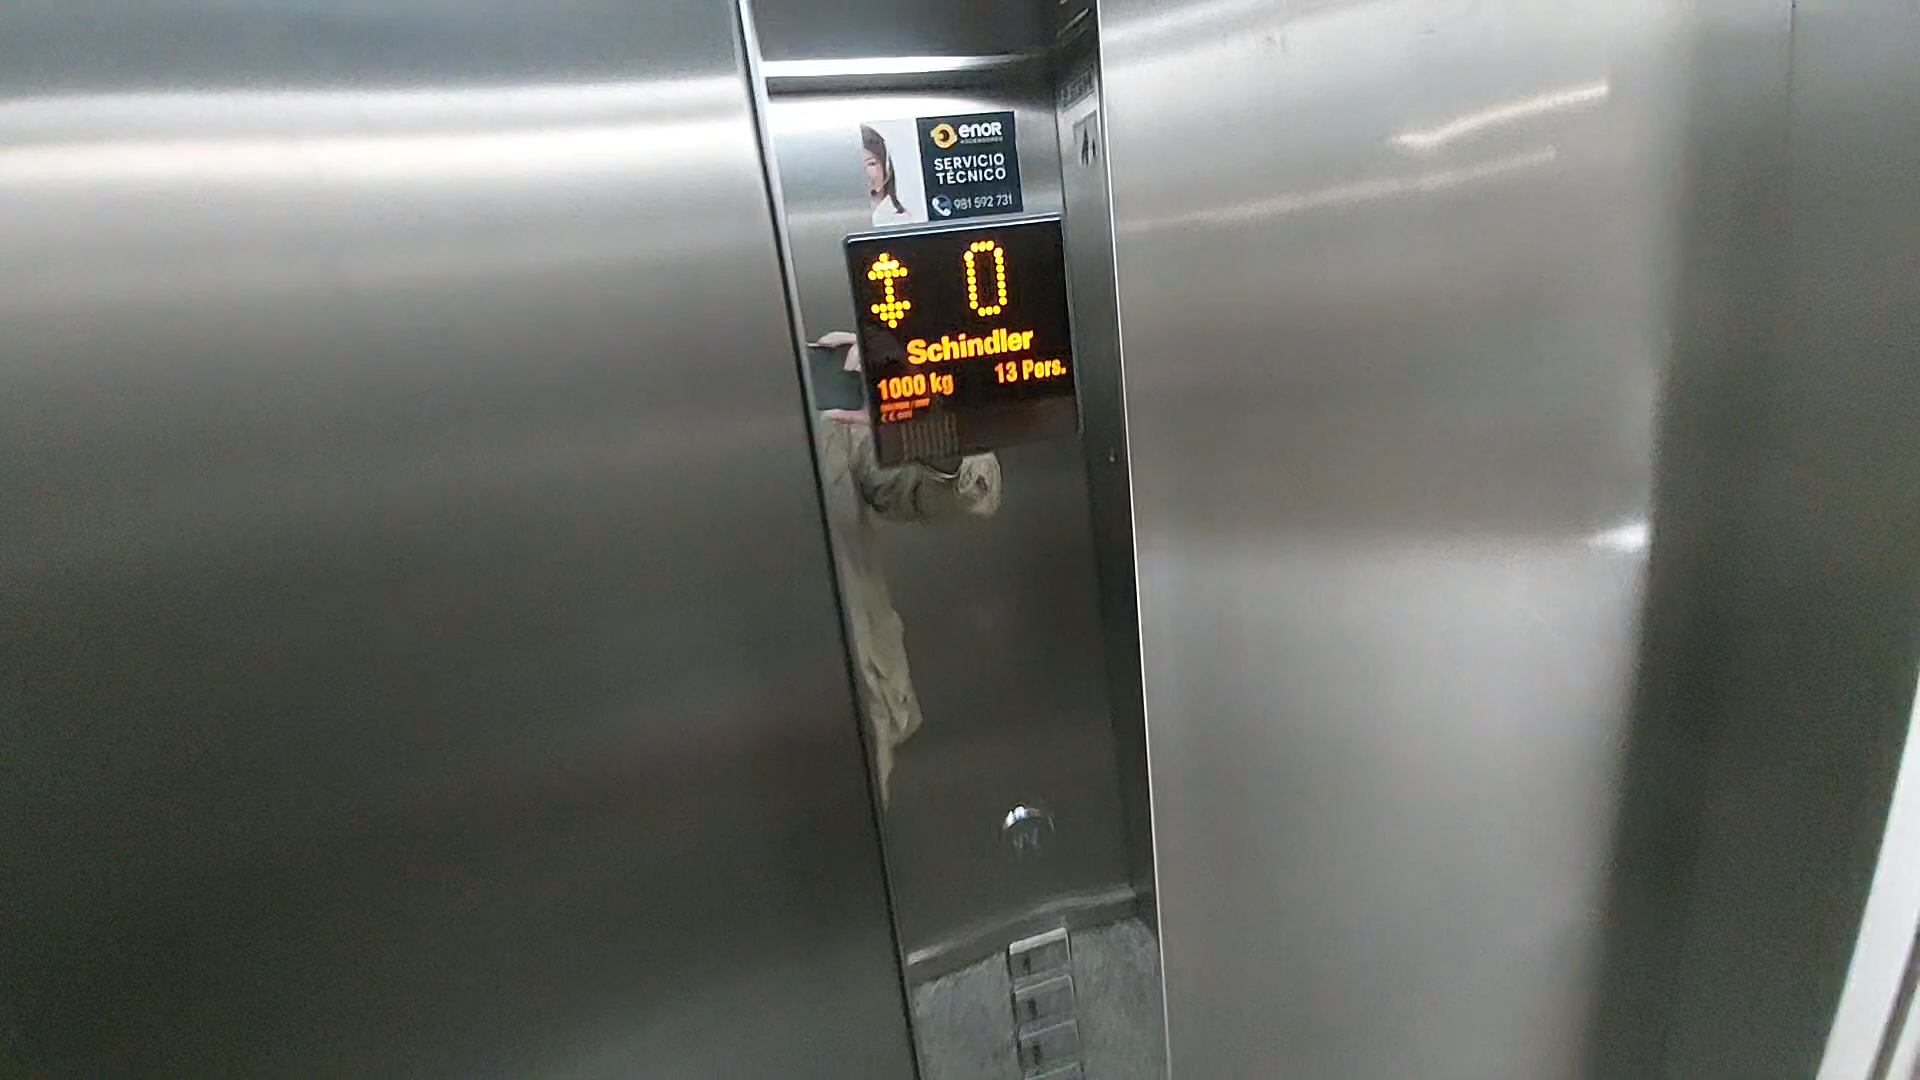 enor
SERVICIO
TÉCNICO
981 592 731
0
Schindler
1000 kg 13 Pers.